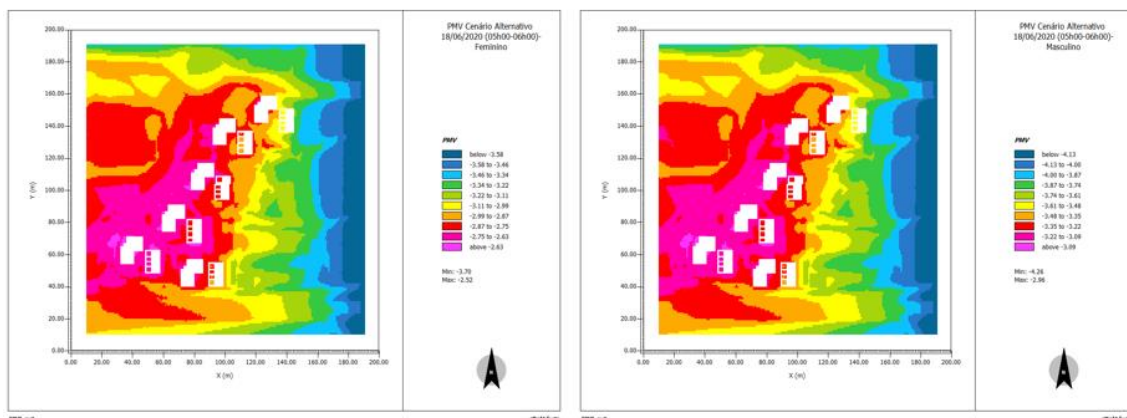 PMV Cenário Alternativo
18/06/2020 (05h00-06h00)-
Feminino
200.00
180.00
160.00
140.00
120.00
100.00
80.00
60.00
40.00
20.00
0.00
Y (m)
0.00 20.00 40.00 60.00 80.00 100.00 120.00 140.00 160.00 180.00 200.00
X (m)
PMV
below -3.58
-3.58 to -3.46
-3.46 to -3.34
-3.34 to -3.22
-3.22 to -3.11
-3.11 to -2.99
-2.99 to -2.87
-2.87 to -2.75
-2.75 to -2.63
above -2.63
Min: -3.70
Max: -2.52
PMV Cenário Alternativo
18/06/2020 (05h00-06h00)-
Masculino
200.00
180.00
160.00
140.00
120.00
100.00
80.00
60.00
40.00
20.00
0.00
Y (m)
0.00 20.00 40.00 60.00 80.00 100.00 120.00 140.00 160.00 180.00 200.00
X (m)
PMV
below -4.13
-4.13 to -4.00
-4.00 to -3.87
-3.87 to -3.74
-3.74 to -3.61
-3.61 to -3.48
-3.48 to -3.35
-3.35 to -3.22
-3.22 to -3.09
above -3.09
Min: -4.26
Max: -2.96